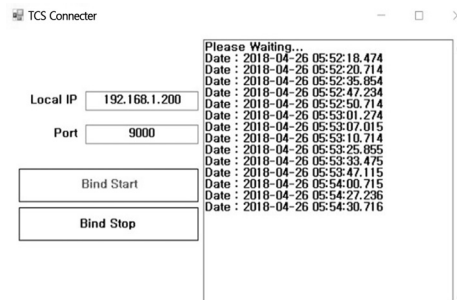 TCS Connecter
Local IP 192.168.1.200
Port 9000
Bind Start
Bind Stop
Please Waiting...
Date : 2018-04-26 05:52:18.474
Date : 2018-04-26 05:52:20.714
Date : 2018-04-26 05:52:35.854
Date : 2018-04-26 05:52:47.234
Date : 2018-04-26 05:52:50.714
Date : 2018-04-26 05:53:01.274
Date : 2018-04-26 05:53:07.015
Date : 2018-04-26 05:53:10.714
Date : 2018-04-26 05:53:25.855
Date : 2018-04-26 05:53:33.475
Date : 2018-04-26 05:53:47.115
Date : 2018-04-26 05:54:00.715
Date : 2018-04-26 05:54:27.236
Date : 2018-04-26 05:54:30.716